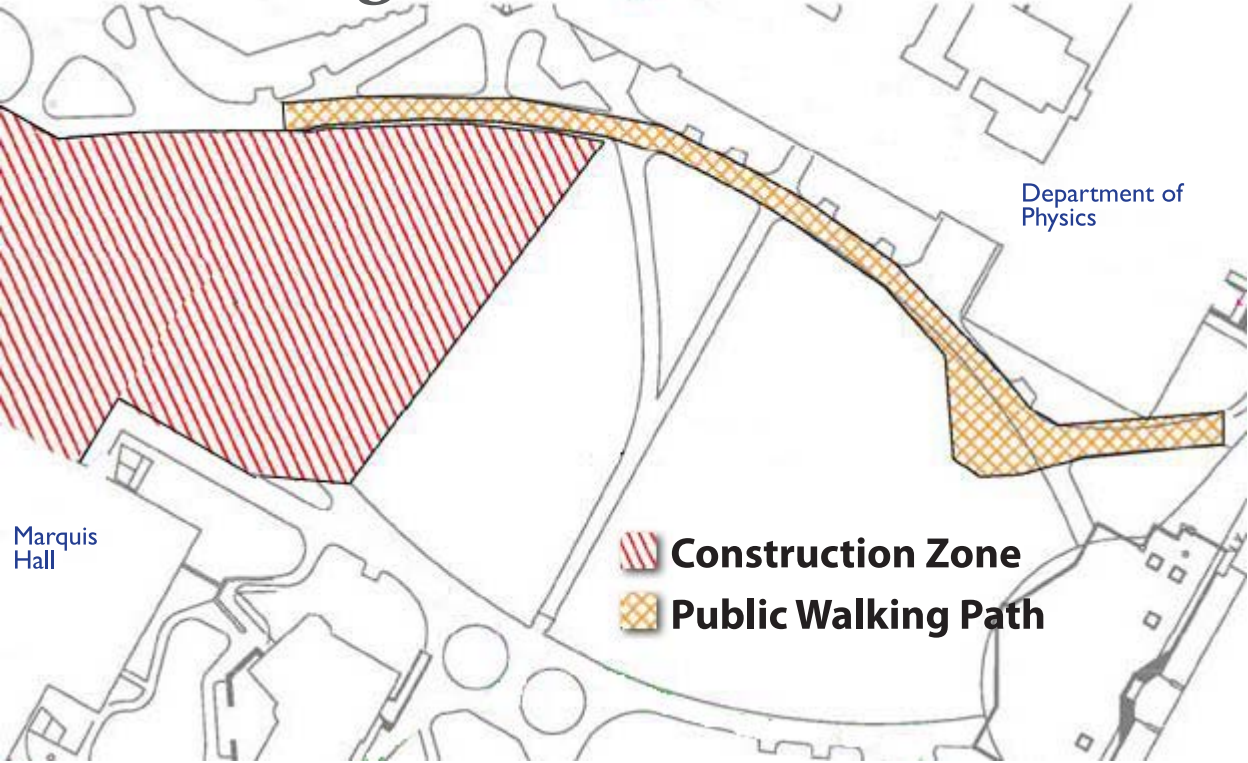 Department of
Physics
Marquis
Hall
Construction Zone
Public Walking Path